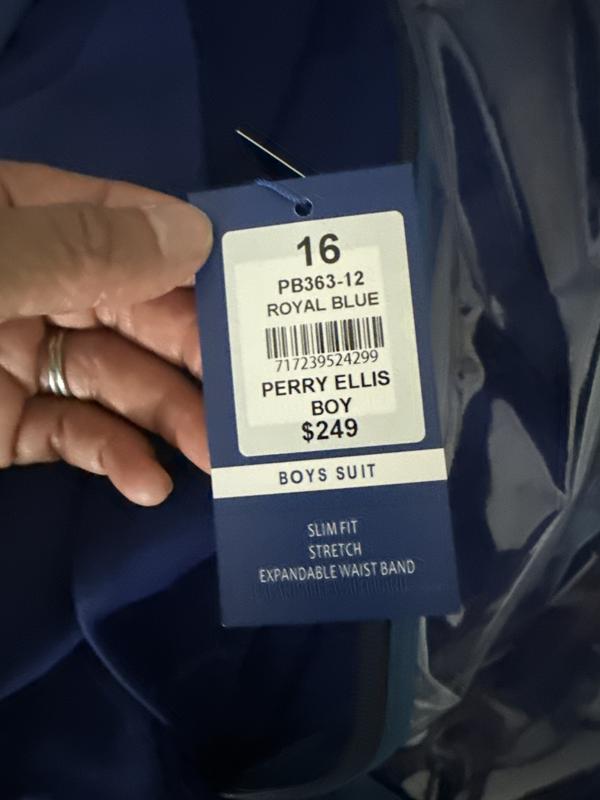 16
PB363-12
ROYAL BLUE
717239524299
PERRY ELLIS
BOY
$249
BOYS SUIT
SLIM FIT
STRETCH
EXPANDABLE WAIST BAND